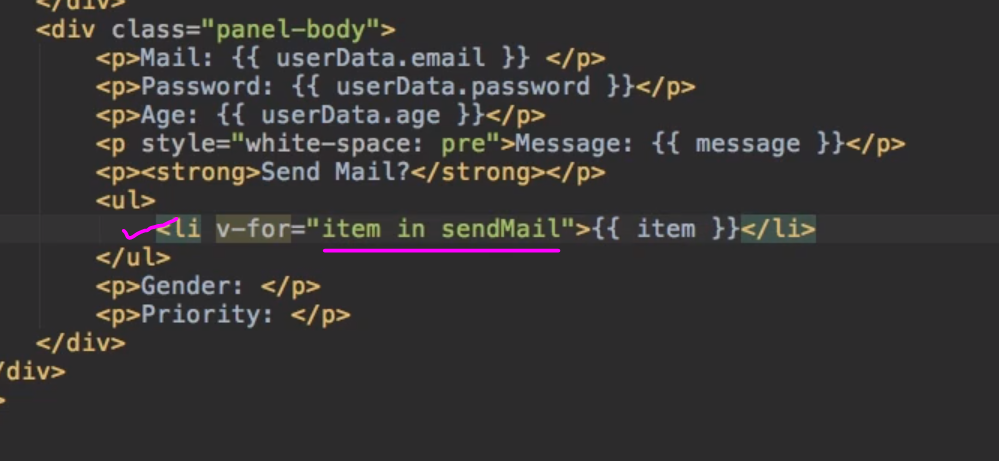 </div>
<div class="panel-body">
<p>Mail: {{ userData.email }} </p>
<p>Password: {{ userData.password }}</p>
<p>Age: {{ userData.age }}</p>
<p style="white-space: pre">Message: {{ message }}</p>
<p><strong>Send Mail?</strong></p>
<ul>
<li v-for="item in sendMail">{{ item }}</li>
</ul>
<p>Gender: </p>
<p>Priority: </p>
</div>
/div>
>